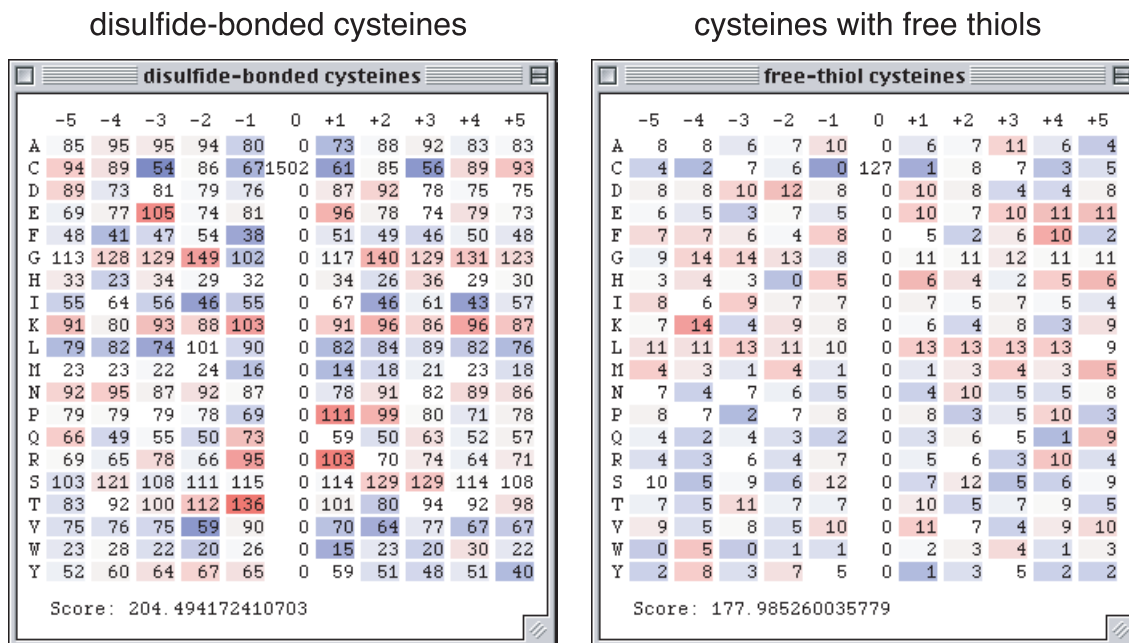 disulfide-bonded cysteines
cysteines with free thiols
disulfide-bonded cysteines
-5 -4 -3 -2 -1 0 +1 +2 +3 +4 +5
A 85 95 95 94 80 0 73 88 92 83 83
C 94 89 54 86 67 1502 61 85 56 89 93
D 89 73 81 79 76 0 87 92 78 75 75
E 69 77 105 74 81 0 96 78 74 79 73
F 48 41 47 54 38 0 51 49 46 50 48
G 113 128 129 149 102 0 117 140 129 131 123
H 33 23 34 29 32 0 34 26 36 29 30
I 55 64 56 46 55 0 67 46 61 43 57
K 91 80 93 88 103 0 91 96 86 96 87
L 79 82 74 101 90 0 82 84 89 82 76
M 23 23 22 24 16 0 14 18 21 23 18
N 92 95 87 92 87 0 78 91 82 89 86
P 79 79 79 78 69 0 111 99 80 71 78
Q 66 49 55 50 73 0 59 50 63 52 57
R 69 65 78 66 95 0 103 70 74 64 71
S 103 121 108 111 115 0 114 129 129 114 108
T 83 92 100 112 136 0 101 80 94 92 98
V 75 76 75 59 90 0 70 64 77 67 67
W 23 28 22 20 26 0 15 23 20 30 22
Y 52 60 64 67 65 0 59 51 48 51 40
Score: 204.494172410703
free-thiol cysteines
-5 -4 -3 -2 -1 0 +1 +2 +3 +4 +5
A 8 8 6 7 10 0 6 7 11 6 4
C 4 2 7 6 0 127 1 8 7 3 5
D 8 8 10 12 8 0 10 8 4 4 8
E 6 5 3 7 5 0 10 7 10 11 11
F 7 7 6 4 8 0 5 2 6 10 2
G 9 14 14 13 8 0 11 11 12 11 11
H 3 4 3 0 5 0 6 4 2 5 6
I 8 6 9 7 7 0 7 5 7 5 4
K 7 14 4 9 8 0 6 4 8 3 9
L 11 11 13 11 10 0 13 13 13 13 9
M 4 3 1 4 1 0 1 3 4 3 5
N 7 4 7 6 5 0 4 10 5 5 8
P 8 7 2 7 8 0 8 3 5 10 3
Q 4 2 4 3 2 0 3 6 5 1 9
R 4 3 6 4 7 0 5 6 3 10 4
S 10 5 9 6 12 0 7 12 5 6 9
T 7 5 11 7 7 0 10 5 7 9 5
V 9 5 8 5 10 0 11 7 4 9 10
W 0 5 0 1 1 0 2 3 4 1 3
Y 2 8 3 7 5 0 1 3 5 2 2
Score: 177.985260035779